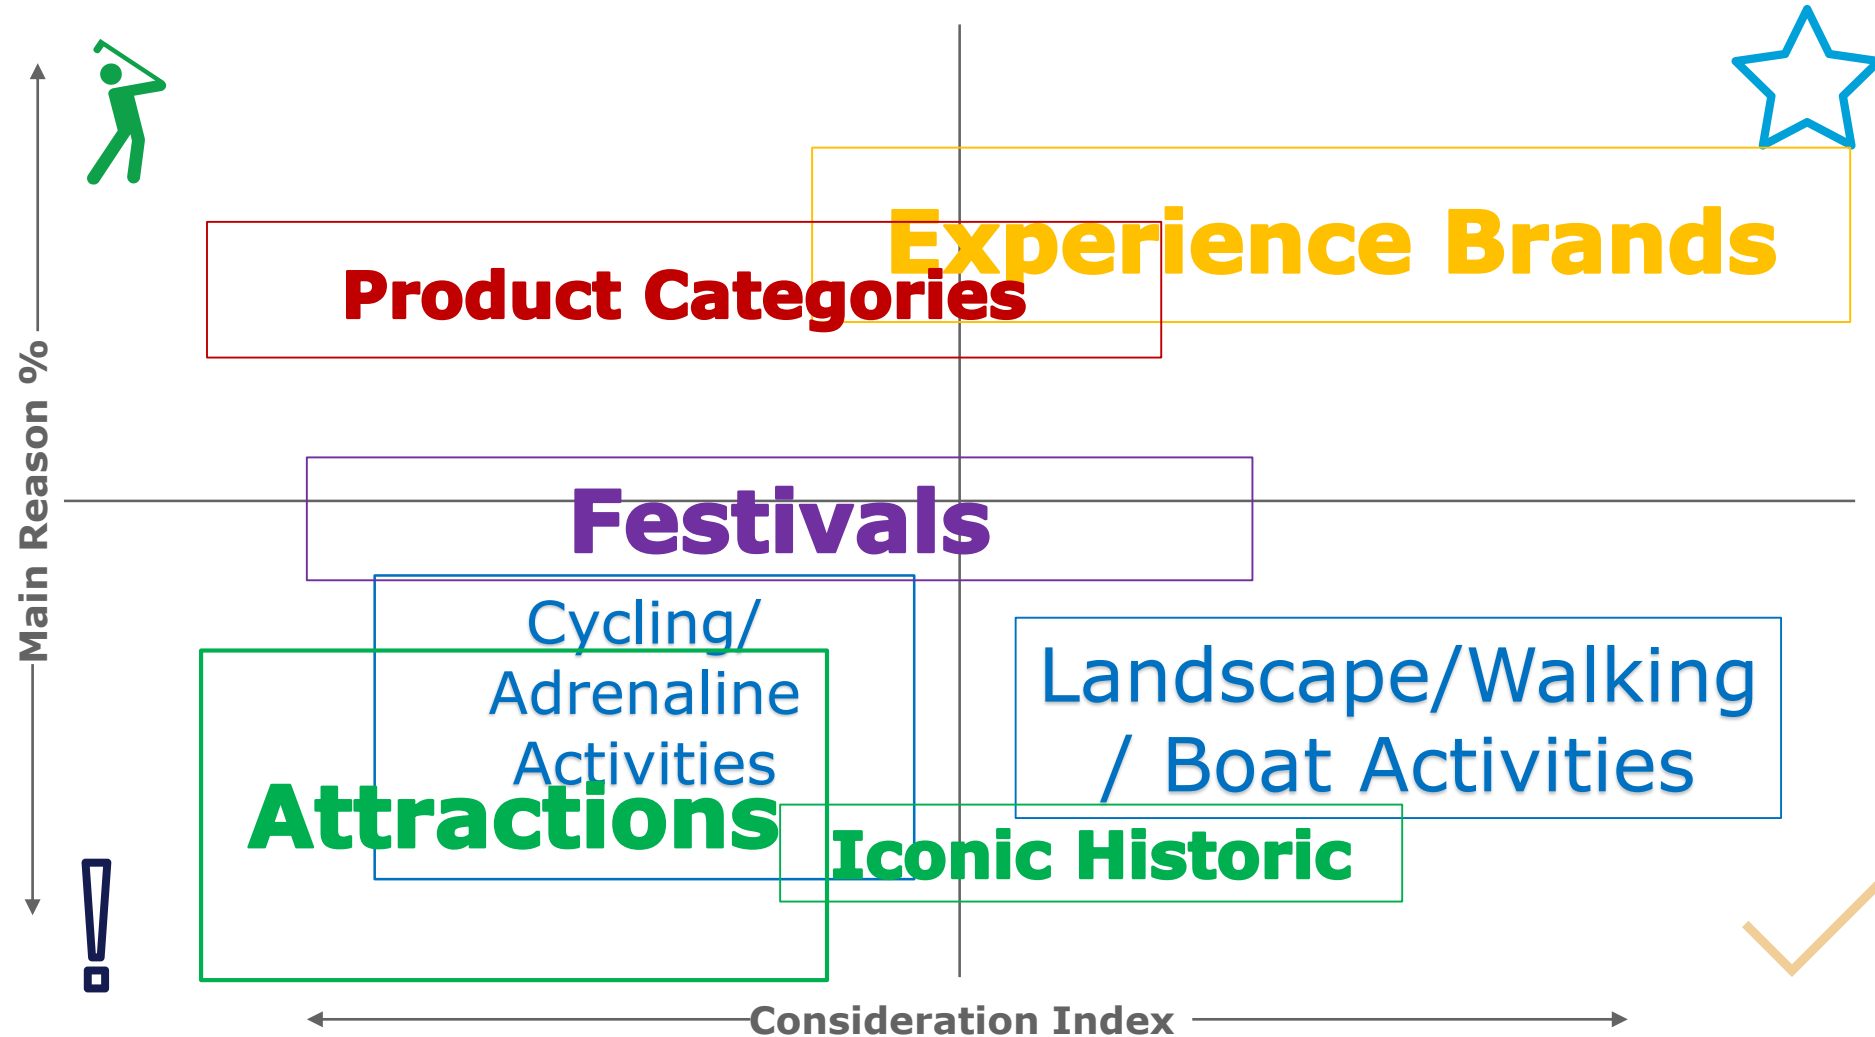 Experience Brands
Product Categories
Main Reason %
Festivals
Cycling/
Adrenaline
Activities
Landscape/Walking
/ Boat Activities
Attractions
Iconic Historic
Consideration Index